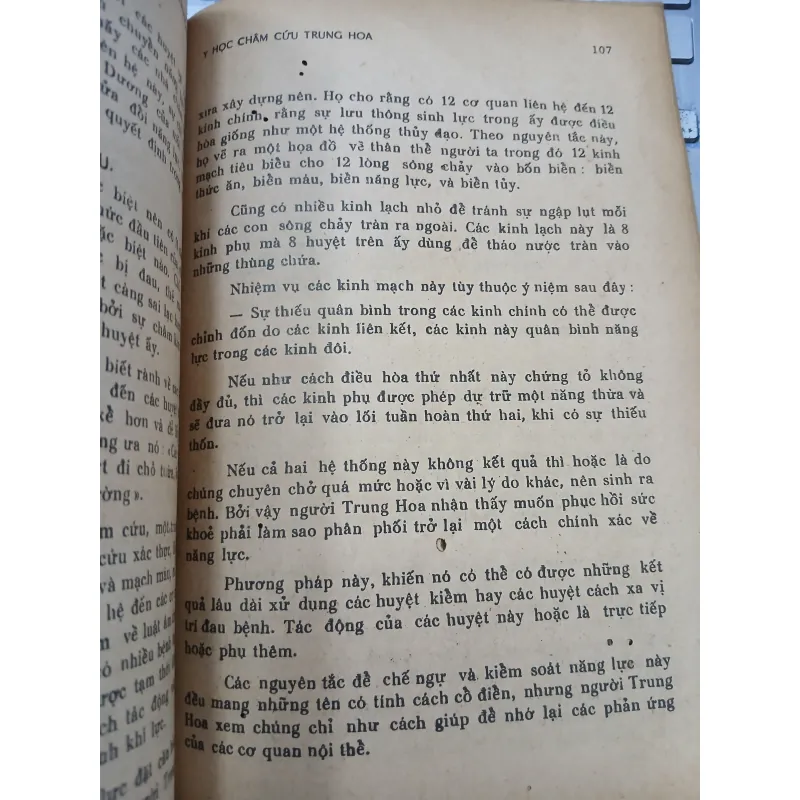 Y HỌC CHÂM CỨU TRUNG HOA
107
xưa xây dựng nên. Họ cho rằng có 12 cơ quan liên hệ đến 12
kinh chính, rằng sự lưu thông sinh lực trong ấy được điều
hòa giống như một hệ thống thủy đạo. Theo nguyên tắc này,
họ vẽ ra một họa đồ về thân thể người ta trong đó 12 kinh
mạch tiêu biểu cho 12 lòng sông chảy vào bốn biển: biển
thức ăn, biển máu, biển năng lực, và biển tủy.
Cũng có nhiều kinh lạch nhỏ để tránh sự ngập lụt mỗi
khi các con sông chảy tràn ra ngoài. Các kinh lạch này là 8
kinh phụ mà 8 huyệt trên ấy dùng để tháo nước tràn vào
những thùng chứa.
Nhiệm vụ các kinh mạch này tùy thuộc ý niệm sau đây:
— Sự thiếu quân bình trong các kinh chính có thể được
chỉnh đốn do các kinh liên kết, các kinh này quân bình năng
lực trong các kinh đôi.
Nếu như cách điều hòa thứ nhất này chứng tỏ không
đầy đủ, thì các kinh phụ được phép dự trữ một năng thừa và
sẽ đưa nó trở lại vào lối tuần hoàn thứ hai, khi có sự thiếu
thốn.
Nếu cả hai hệ thống này không kết quả thì hoặc là do
chúng chuyên chở quá mức hoặc vì vài lý do khác, nên sinh ra
bệnh. Bởi vậy người Trung Hoa nhận thấy muốn phục hồi sức
khoẻ phải làm sao phân phối trở lại một cách chính xác về
năng lực.
Phương pháp này, khiến nó có thể có được những kết
quả lâu dài xử dụng các huyệt kiềm hay các huyệt cách xa vị
trí đau bệnh. Tác động của các huyệt này hoặc là trực tiếp
hoặc phụ thêm.
Các nguyên tắc để chế ngự và kiểm soát năng lực này
đều mang những tên có tính cách cổ điển, nhưng người Trung
Hoa xem chúng chỉ như cách giúp để nhớ lại các phản ứng
của các cơ quan nội thể.